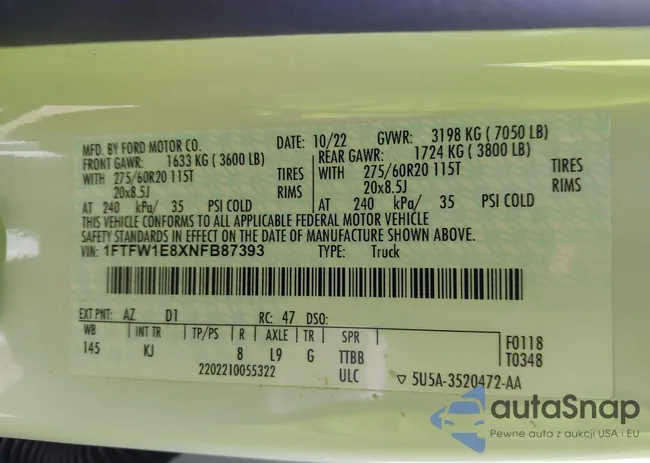 MFD. BY FORD MOTOR CO. DATE: 10/22 GVWR: 3198 KG ( 7050 LB)
FRONT GAWR: 1633 KG ( 3600 LB) REAR GAWR: 1724 KG ( 3800 LB)
WITH 275/60R20 115T TIRES WITH 275/60R20 115T TIRES
20x8.5J RIMS 20x8.5J RIMS
AT 240 kPa/ 35 PSI COLD AT 240 kPa/ 35 PSI COLD
THIS VEHICLE CONFORMS TO ALL APPLICABLE FEDERAL MOTOR VEHICLE
SAFETY STANDARDS IN EFFECT ON THE DATE OF MANUFACTURE SHOWN ABOVE.
VIN: 1FTFW1E8XNFB87393 TYPE: Truck
EXT PNT: AZ D1 RC: 47 DSO:
WB INT TR TP/PS R AXLE TR SPR F0118
145 KJ 8 L9 G TTBB T0348
2202210055322 ULC ▽ 5U5A-3520472-AA
autaSnap
Pewne auta z aukcji USA i EU